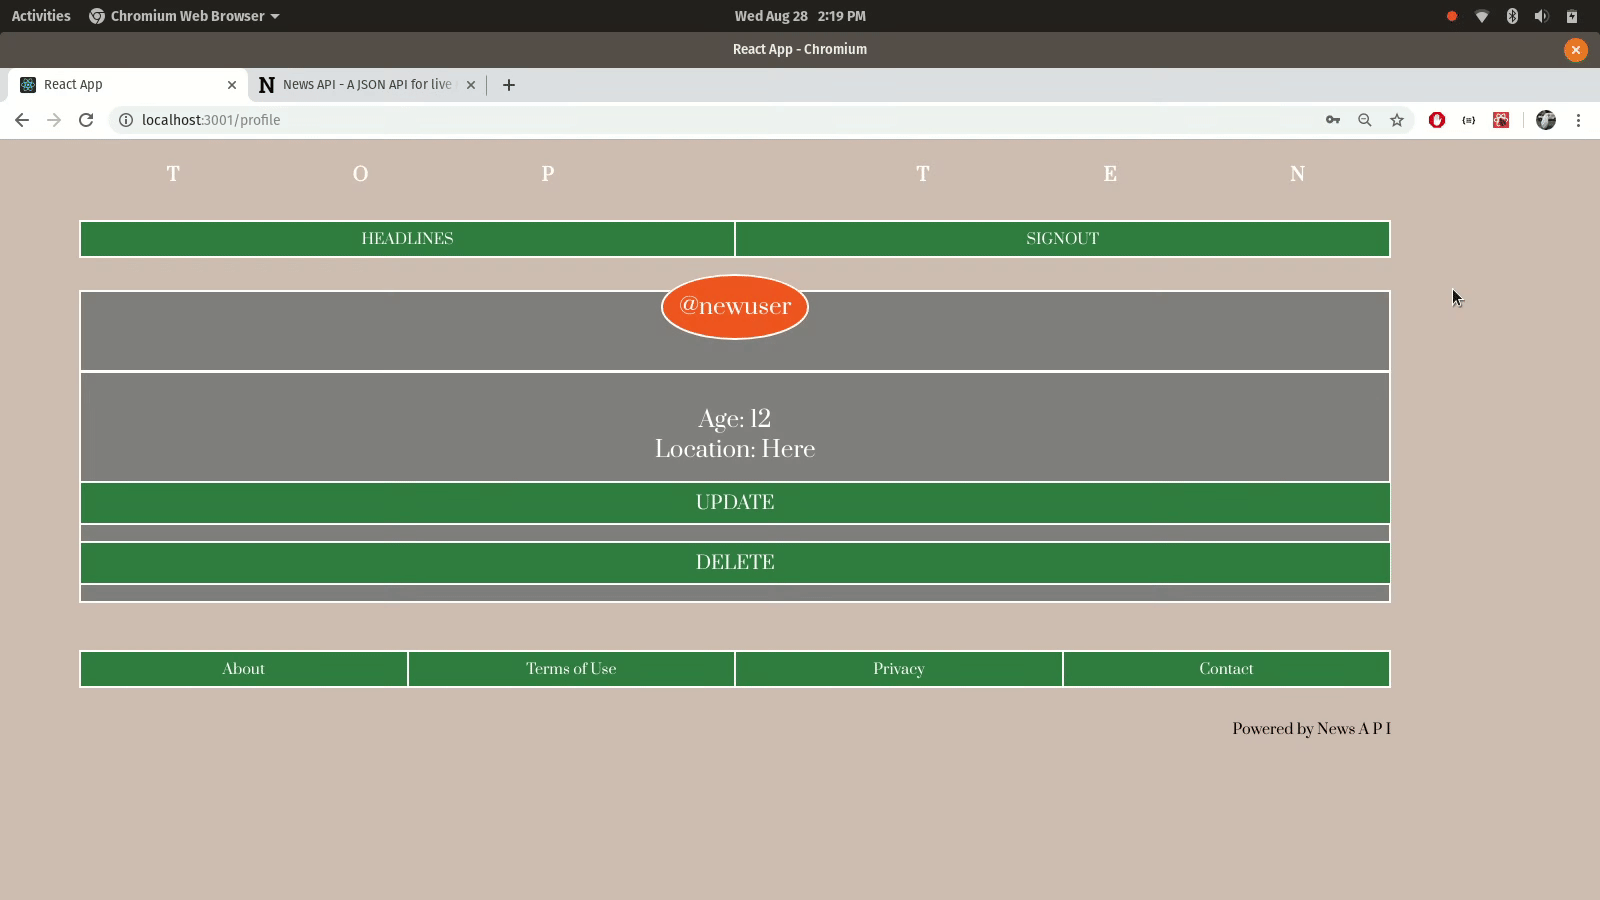 Activities Chromium Web Browser Wed Aug 28 2:19 PM
React App - Chromium
React App News API - A JSON API for live
localhost:3001/profile
T O P T E N
HEADLINES SIGNOUT
@newuser
Age: 12
Location: Here
UPDATE
DELETE
About Terms of Use Privacy Contact
Powered by News A P I